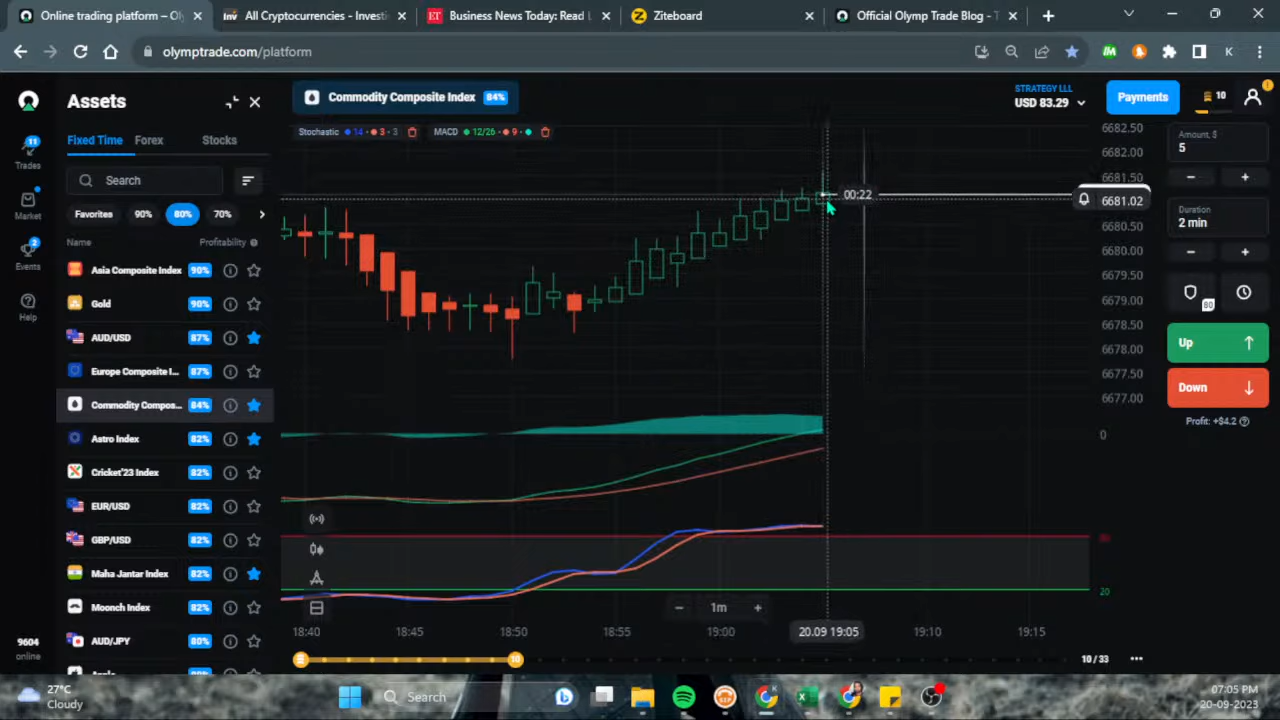 Online trading platform – Ol
All Cryptocurrencies - Investi
Business News Today: Read L
Ziteboard
Official Olymp Trade Blog - T
olymptrade.com/platform
K
Assets
Commodity Composite Index 84%
STRATEGY LLL
USD 83.29
Payments
10
Stochastic 14 3 3
MACD 12/26 9
Fixed Time Forex Stocks
Search
Favorites 90% 80% 70%
Name Profitability
Asia Composite Index 90%
Gold 90%
AUD/USD 87%
Europe Composite I... 87%
Commodity Compos... 84%
Astro Index 82%
Cricket'23 Index 82%
EUR/USD 82%
GBP/USD 82%
Maha Jantar Index 82%
Moonch Index 82%
AUD/JPY 80%
11
Trades
Market
2
Events
Help
9604
online
00:22
6682.50
6682.00
6681.50
6681.02
6680.50
6680.00
6679.50
6679.00
6678.50
6678.00
6677.50
6677.00
0
80
20
Amount, $
5
Duration
2 min
80
Up
Down
Profit: +$4.2
1m
18:40 18:45 18:50 18:55 19:00 20.09 19:05 19:10 19:15
10
10/33
27°C
Cloudy
Search
07:05 PM
20-09-2023